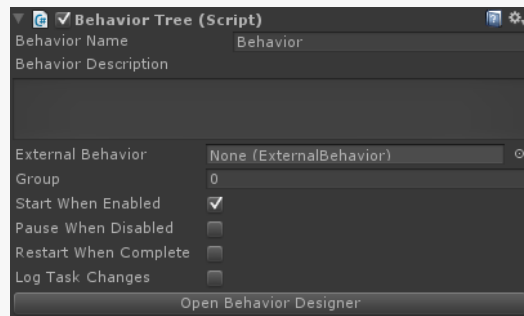 Behavior Tree (Script)
Behavior Name Behavior
Behavior Description
External Behavior None (ExternalBehavior)
Group 0
Start When Enabled
Pause When Disabled
Restart When Complete
Log Task Changes
Open Behavior Designer